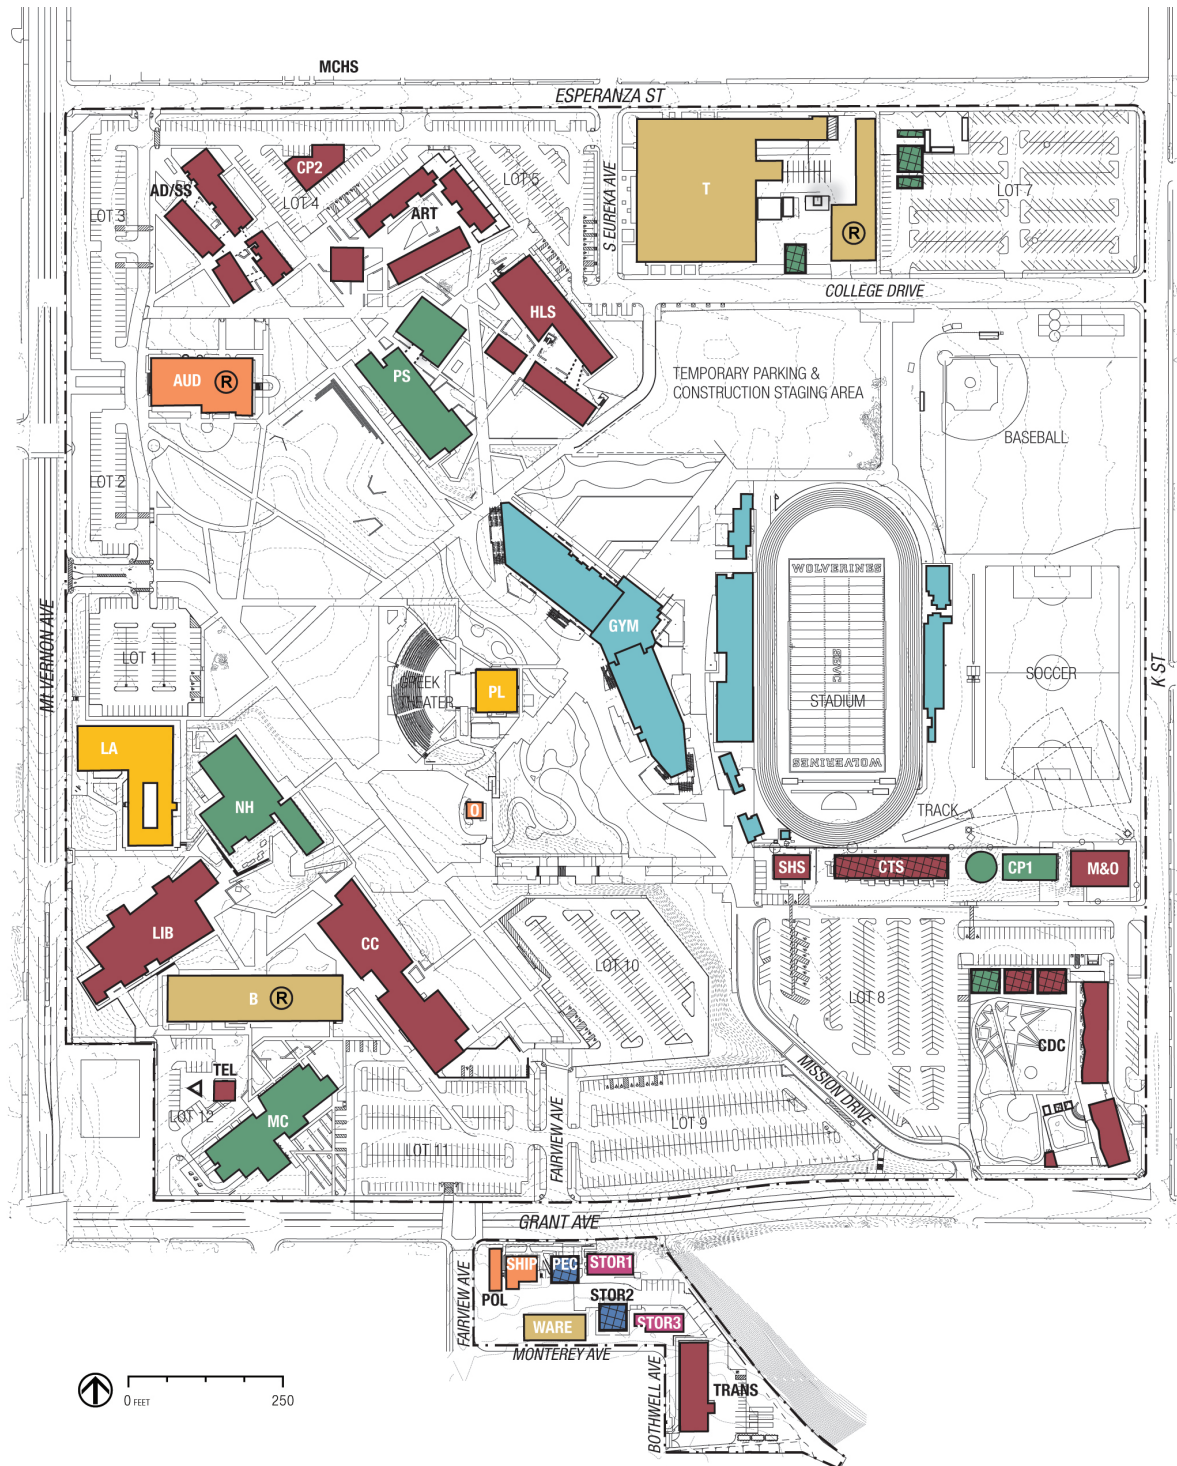 MCHS
ESPERANZA ST
CP2
AD/SS
LOT 3
LOT 4
ART
LOT 5
S EUREKA AVE
T
R
LOT 7
COLLEGE DRIVE
HLS
AUD R
PS
TEMPORARY PARKING &
CONSTRUCTION STAGING AREA
BASEBALL
LOT 2
MT VERNON AVE
WOLVERINES
GYM
LOT 1
SBVC
GREEK
THEATER
PL
STADIUM
SOCCER
K ST
LA
WOLVERINES
NH
O
TRACK
SHS
CTS
CP1
M&O
LIB
CC
LOT 10
B R
LOT 8
CDC
TEL
LOT 12
MC
LOT 11
FAIRVIEW AVE
LOT 9
MISSION DRIVE
GRANT AVE
FAIRVIEW AVE
POL
SHIP
PEC
STOR1
STOR2
WARE
STOR3
MONTEREY AVE
BOTHWELL AVE
TRANS
0 FEET
250